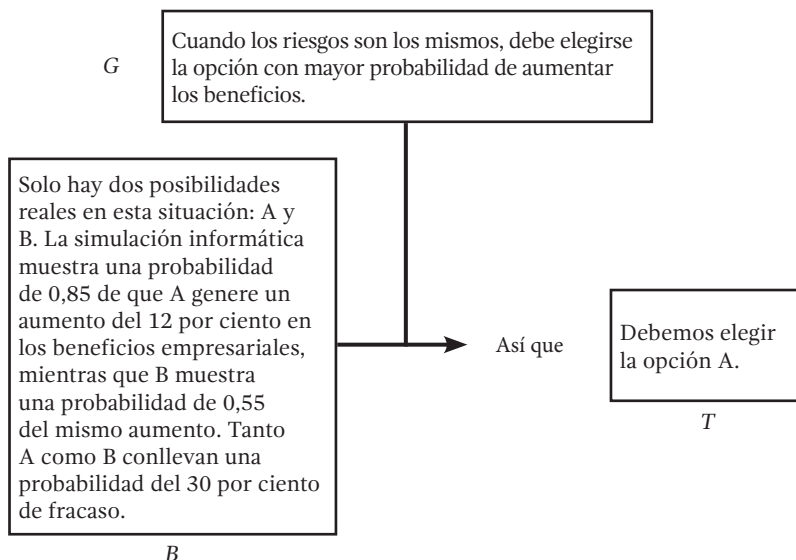 G
Cuando los riesgos son los mismos, debe elegirse
la opción con mayor probabilidad de aumentar
los beneficios.
Solo hay dos posibilidades
reales en esta situación: A y
B. La simulación informática
muestra una probabilidad
de 0,85 de que A genere un
aumento del 12 por ciento en
los beneficios empresariales,
mientras que B muestra
una probabilidad de 0,55
del mismo aumento. Tanto
A como B conllevan una
probabilidad del 30 por ciento
de fracaso.
B
Así que
Debemos elegir
la opción A.
T